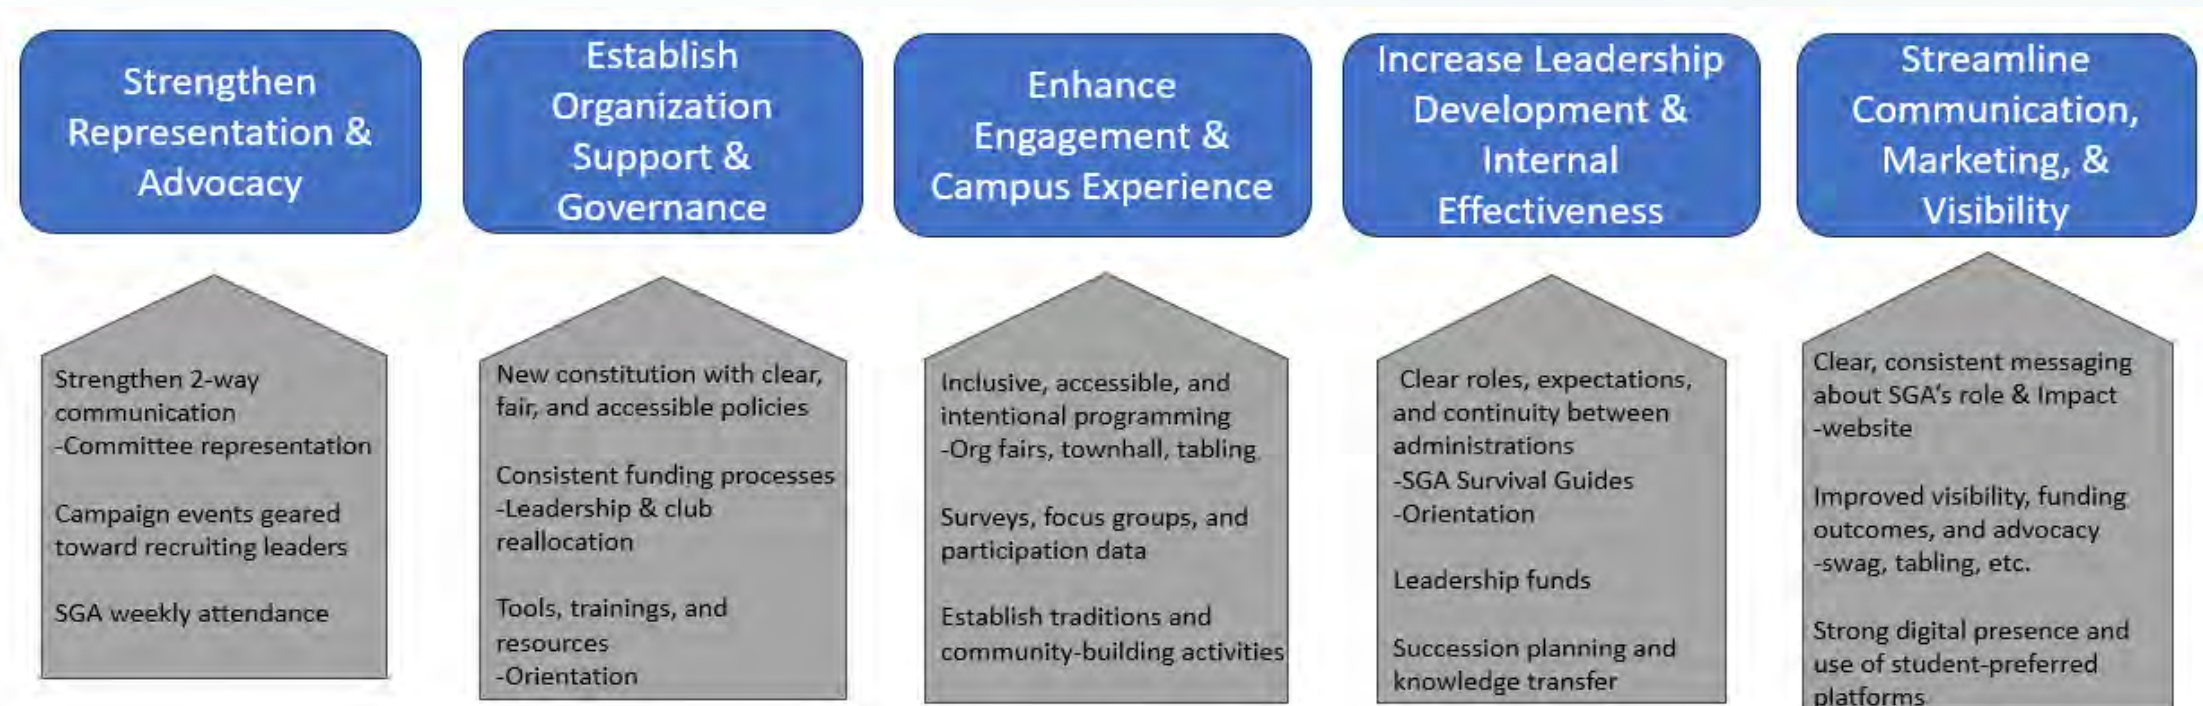 Strengthen
Representation &
Advocacy
Establish
Organization
Support &
Governance
Enhance
Engagement &
Campus Experience
Increase Leadership
Development &
Internal
Effectiveness
Streamline
Communication,
Marketing, &
Visibility
Strengthen 2-way
communication
-Committee representation
Campaign events geared
toward recruiting leaders
SGA weekly attendance
New constitution with clear,
fair, and accessible policies
Consistent funding processes
-Leadership & club
reallocation
Tools, trainings, and
resources
-Orientation
Inclusive, accessible, and
intentional programming
-Org fairs, townhall, tabling
Surveys, focus groups, and
participation data
Establish traditions and
community-building activities
Clear roles, expectations,
and continuity between
administrations
-SGA Survival Guides
-Orientation
Leadership funds
Succession planning and
knowledge transfer
Clear, consistent messaging
about SGA's role & Impact
-website
Improved visibility, funding
outcomes, and advocacy
-swag, tabling, etc.
Strong digital presence and
use of student-preferred
platforms